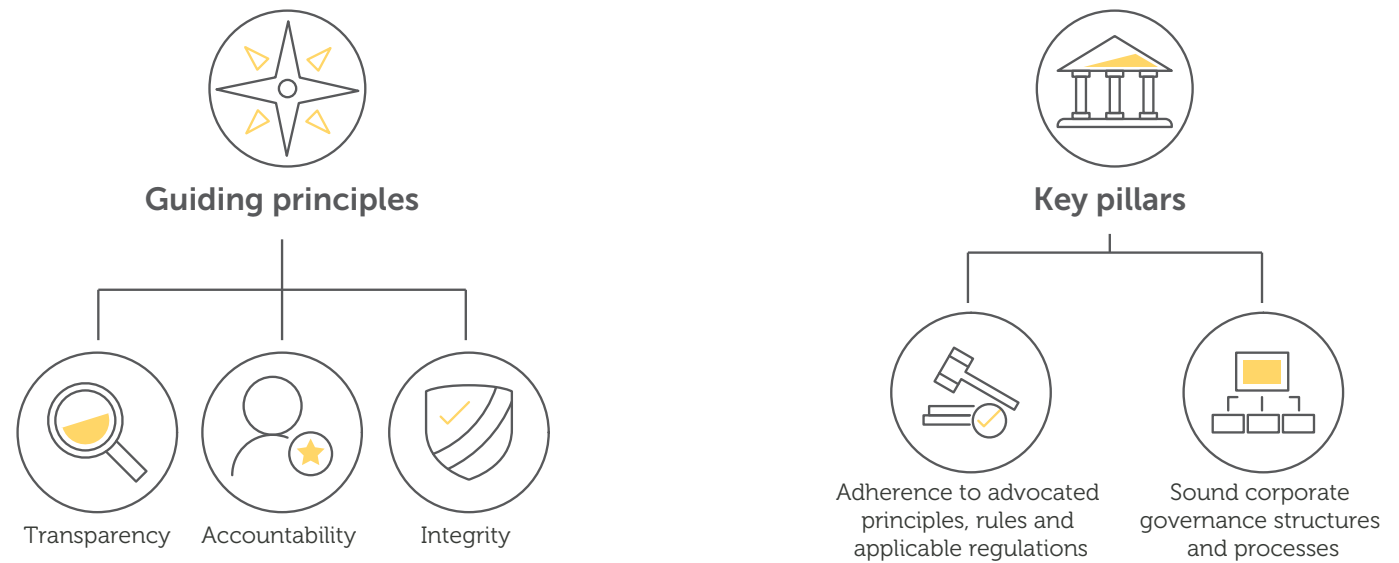 Guiding principles
Transparency
Accountability
Integrity
Key pillars
Adherence to advocated
principles, rules and
applicable regulations
Sound corporate
governance structures
and processes